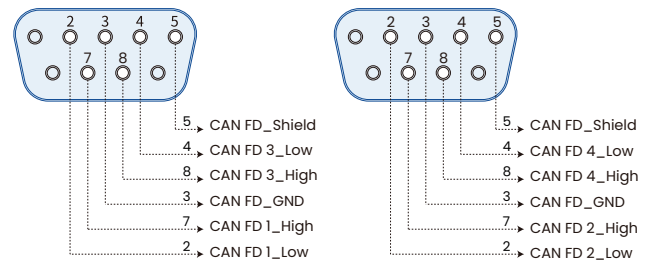 2 3 4 5
7 8
5 CAN FD_Shield
4 CAN FD 3_Low
8 CAN FD 3_High
3 CAN FD_GND
7 CAN FD 1_High
2 CAN FD 1_Low
2 3 4 5
7 8
5 CAN FD_Shield
4 CAN FD 4_Low
8 CAN FD 4_High
3 CAN FD_GND
7 CAN FD 2_High
2 CAN FD 2_Low